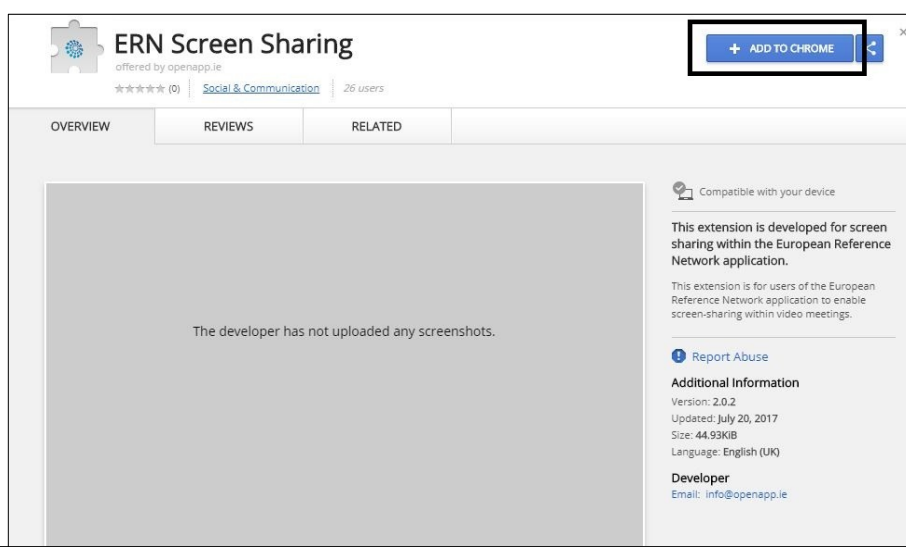 ERN Screen Sharing
offered by openapp.ie
(0) Social & Communication 26 users
+ ADD TO CHROME
OVERVIEW REVIEWS RELATED
The developer has not uploaded any screenshots.
Compatible with your device
This extension is developed for screen
sharing within the European Reference
Network application.
This extension is for users of the European
Reference Network application to enable
screen-sharing within video meetings.
Report Abuse
Additional Information
Version: 2.0.2
Updated: July 20, 2017
Size: 44.93KiB
Language: English (UK)
Developer
Email: info@openapp.ie